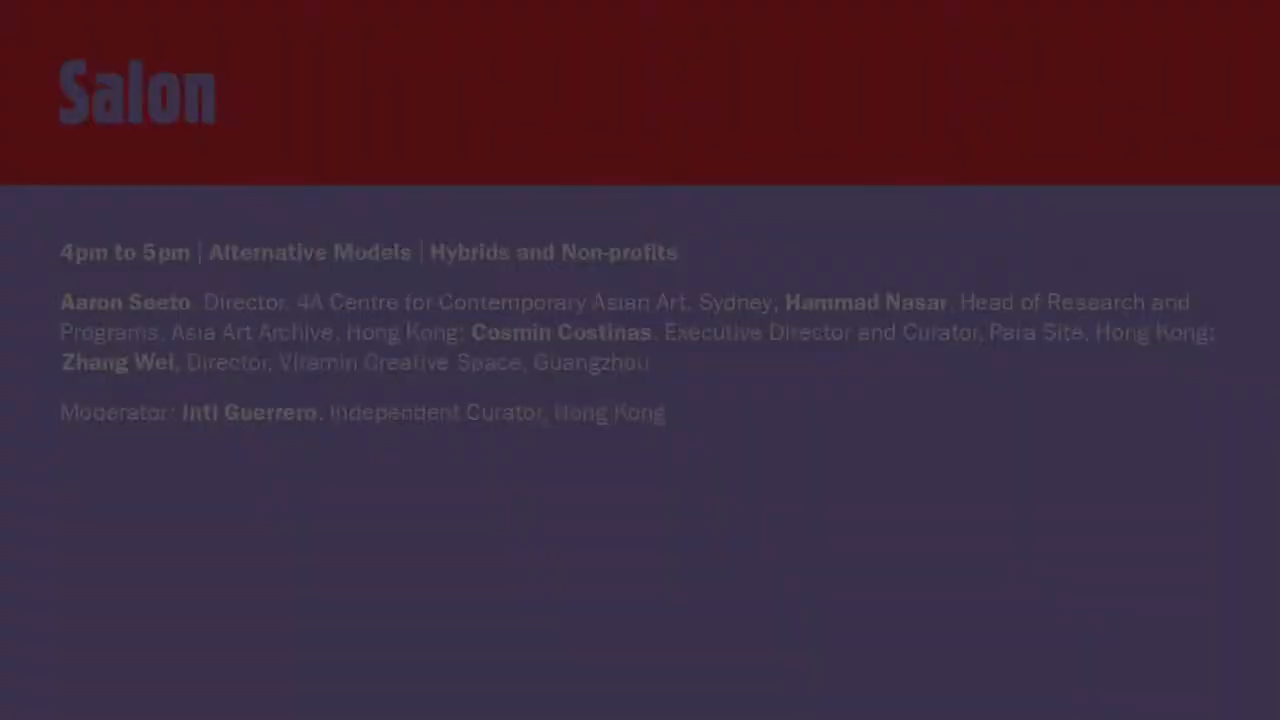 Salon
4pm to 5pm | Alternative Models | Hybrids and Non-profits
Aaron Seeto, Director, 4A Centre for Contemporary Asian Art, Sydney, Hammad Nasar, Head of Research and
Programs, Asia Art Archive, Hong Kong; Cosmin Costinas, Executive Director and Curator, Para Site, Hong Kong;
Zhang Wei, Director, Vitamin Creative Space, Guangzhou
Moderator: Inti Guerrero, Independent Curator, Hong Kong